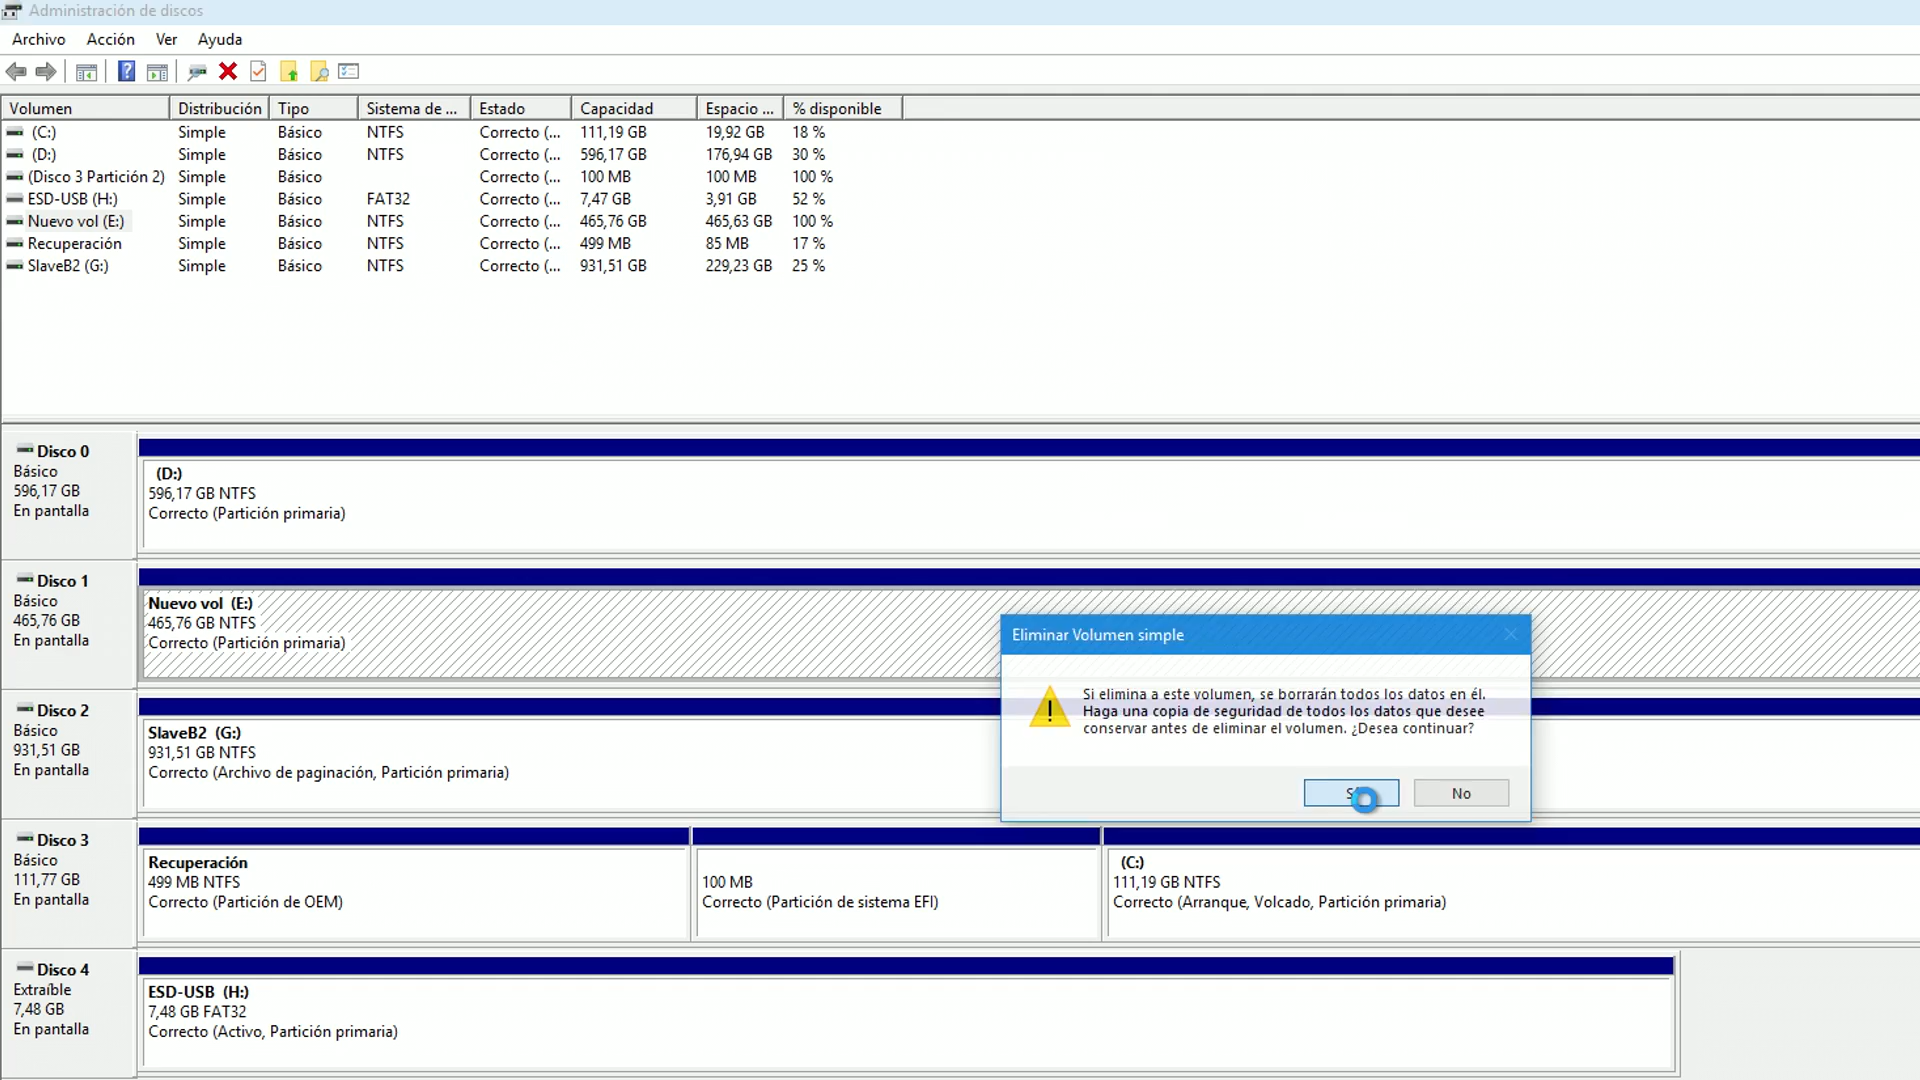 Administración de discos
Archivo Acción Ver Ayuda
Volumen Distribución Tipo Sistema de ... Estado Capacidad Espacio ... % disponible
(C:) Simple Básico NTFS Correcto (... 111,19 GB 19,92 GB 18 %
(D:) Simple Básico NTFS Correcto (... 596,17 GB 176,94 GB 30 %
(Disco 3 Partición 2) Simple Básico Correcto (... 100 MB 100 MB 100 %
ESD-USB (H:) Simple Básico FAT32 Correcto (... 7,47 GB 3,91 GB 52 %
Nuevo vol (E:) Simple Básico NTFS Correcto (... 465,76 GB 465,63 GB 100 %
Recuperación Simple Básico NTFS Correcto (... 499 MB 85 MB 17 %
SlaveB2 (G:) Simple Básico NTFS Correcto (... 931,51 GB 229,23 GB 25 %
Disco 0
Básico
596,17 GB
En pantalla
(D:)
596,17 GB NTFS
Correcto (Partición primaria)
Disco 1
Básico
465,76 GB
En pantalla
Nuevo vol (E:)
465,76 GB NTFS
Correcto (Partición primaria)
Eliminar Volumen simple
Si elimina a este volumen, se borrarán todos los datos en él.
Haga una copia de seguridad de todos los datos que desee
conservar antes de eliminar el volumen. ¿Desea continuar?
No
Disco 2
Básico
931,51 GB
En pantalla
SlaveB2 (G:)
931,51 GB NTFS
Correcto (Archivo de paginación, Partición primaria)
Disco 3
Básico
111,77 GB
En pantalla
Recuperación
499 MB NTFS
Correcto (Partición de OEM)
100 MB
Correcto (Partición de sistema EFI)
(C:)
111,19 GB NTFS
Correcto (Arranque, Volcado, Partición primaria)
Disco 4
Extraíble
7,48 GB
En pantalla
ESD-USB (H:)
7,48 GB FAT32
Correcto (Activo, Partición primaria)